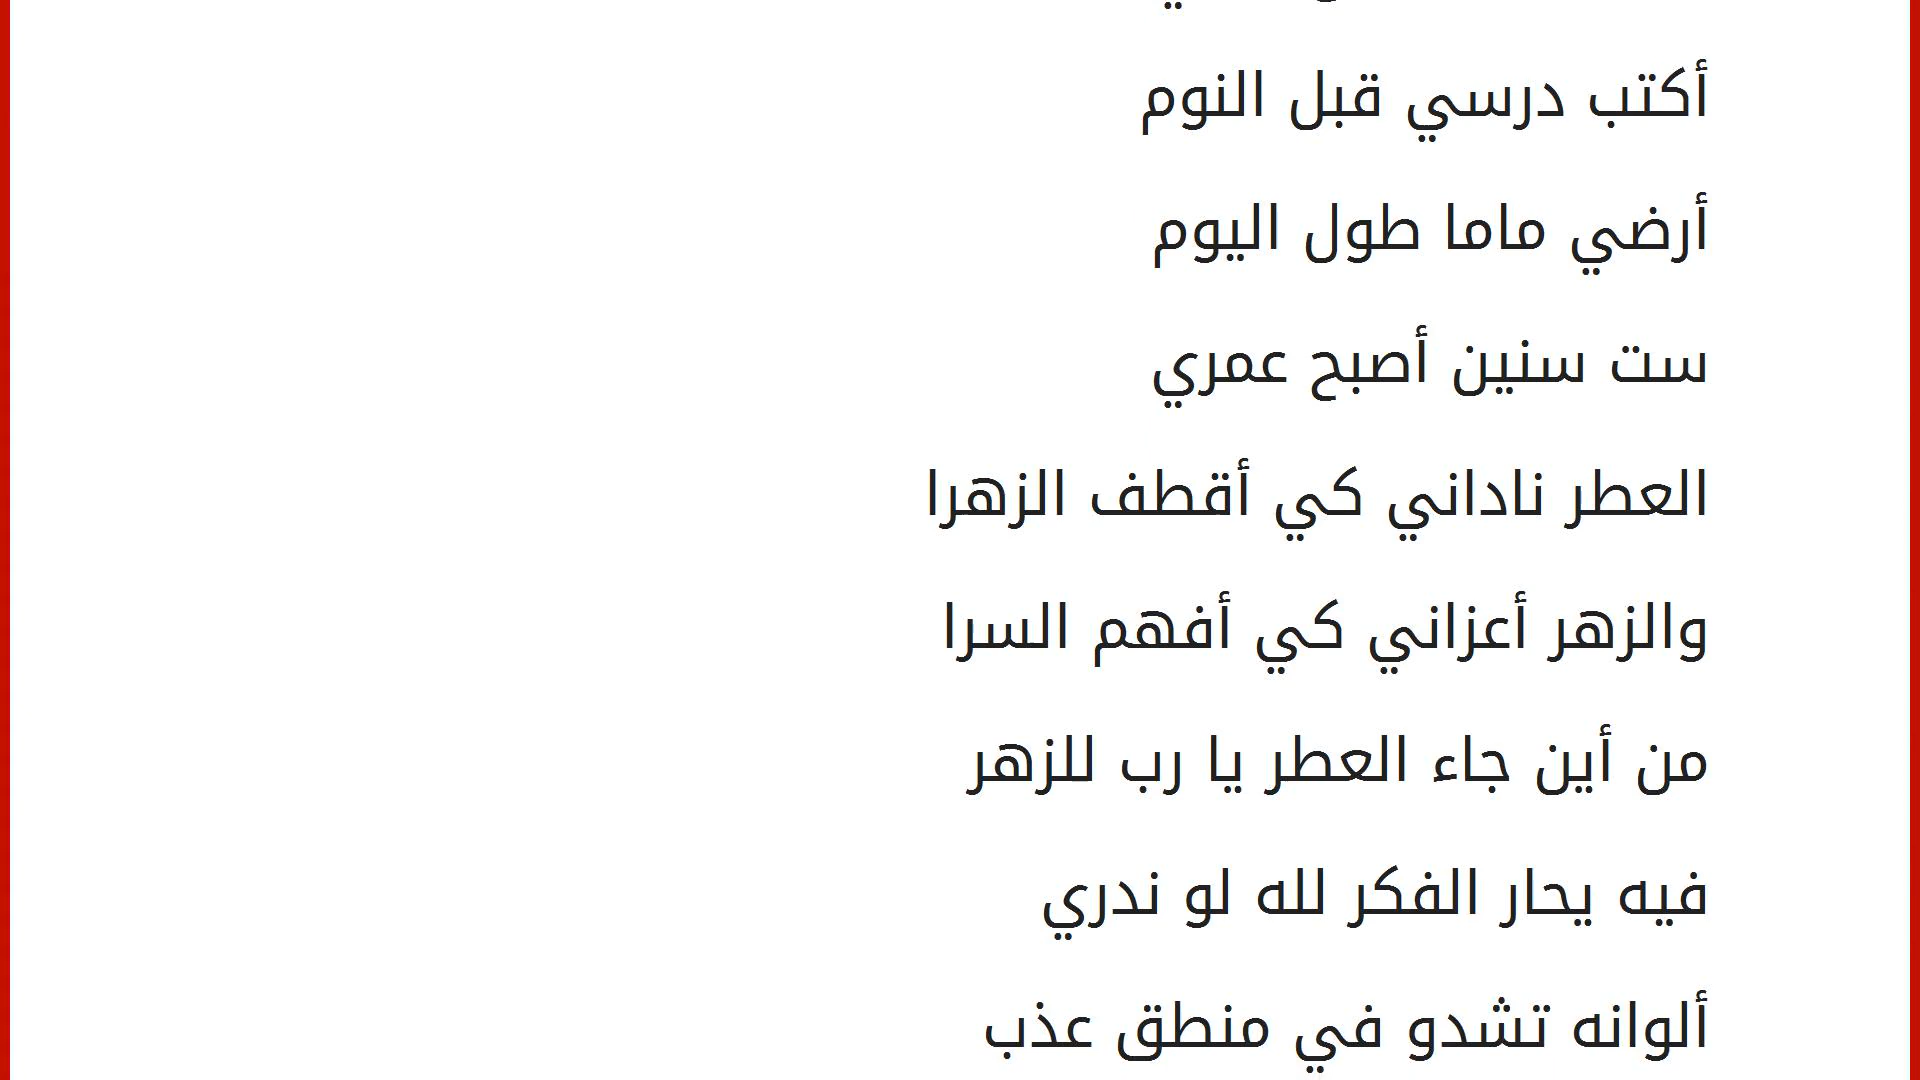 أكتب درسي قبل النوم
أرضي ماما طول اليوم
ست سنين أصبح عمري
العطر ناداني كي أقطف الزهرا
والزهر أعزاني كي أفهم السرا
من أين جاء العطر يا رب للزهر
فيه يحار الفكر لله لو ندري
ألوانه تشدو في منطق عذب